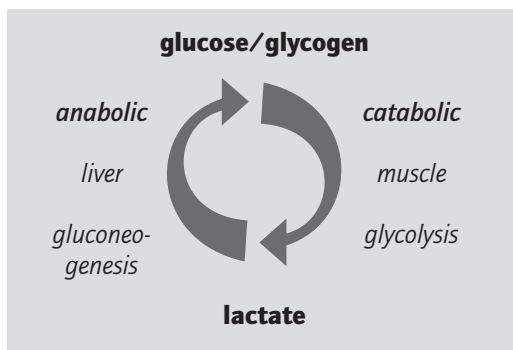 glucose/glycogen
anabolic
catabolic
liver
muscle
gluconeo-
genesis
glycolysis
lactate